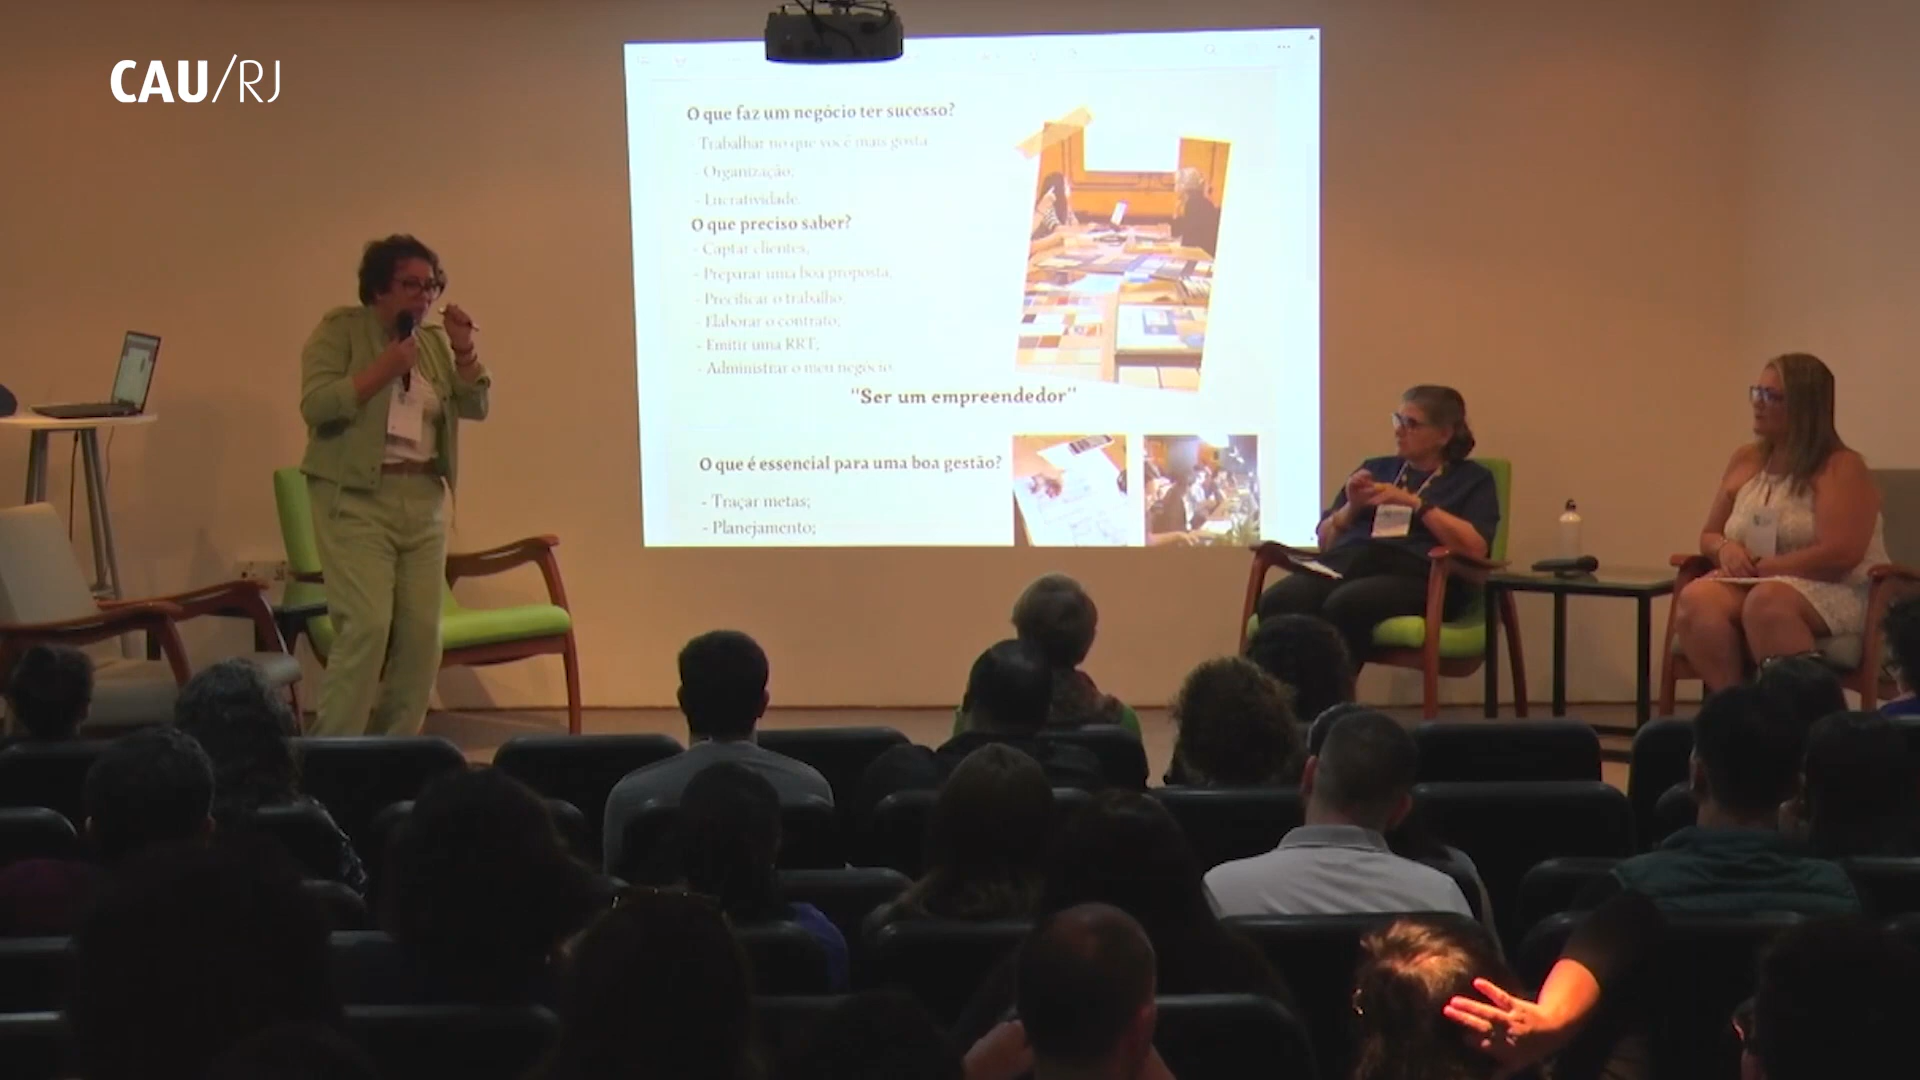 CAU/RJ
O que faz um negócio ter sucesso?
- Trabalhar no que você mais gosta
- Organização;
- Lucratividade.
O que preciso saber?
- Captar clientes;
- Preparar uma boa proposta;
- Precificar o trabalho;
- Elaborar o contrato;
- Emitir uma RRT;
- Administrar o meu negócio.
"Ser um empreendedor"
O que é essencial para uma boa gestão?
- Traçar metas;
- Planejamento;